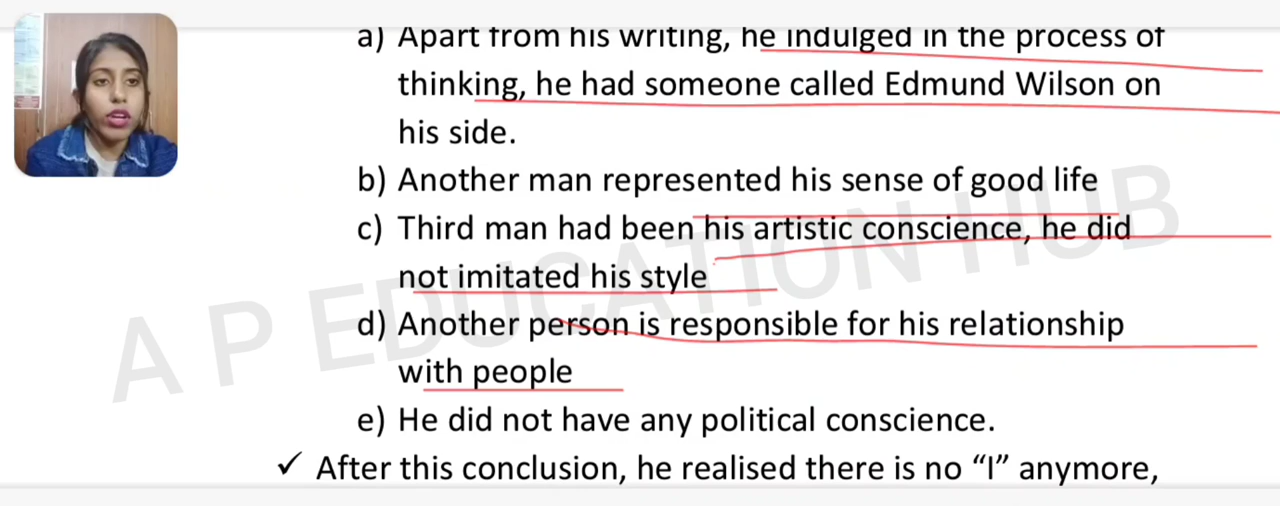 a) Apart from his writing, he indulged in the process of
thinking, he had someone called Edmund Wilson on
his side.
b) Another man represented his sense of good life
c) Third man had been his artistic conscience, he did
not imitated his style
d) Another person is responsible for his relationship
with people
e) He did not have any political conscience.
✓ After this conclusion, he realised there is no “I” anymore,
A P EDUCATION HUB